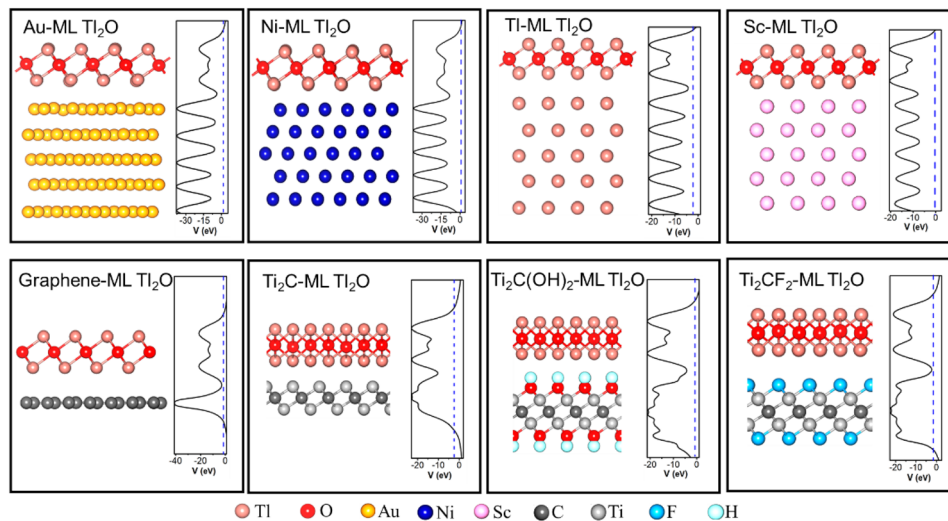 Au-ML Tl₂O
-30 -15 0
V (eV)
Ni-ML Tl₂O
-30 -15 0
V (eV)
Tl-ML Tl₂O
-20 -10 0
V (eV)
Sc-ML Tl₂O
-20 -10 0
V (eV)
Graphene-ML Tl₂O
-40 -20 0
V (eV)
Ti₂C-ML Tl₂O
-20 -10 0
V (eV)
Ti₂C(OH)₂-ML Tl₂O
-20 -10 0
V (eV)
Ti₂CF₂-ML Tl₂O
-20 -10 0
V (eV)
Tl O Au Ni Sc C Ti F H